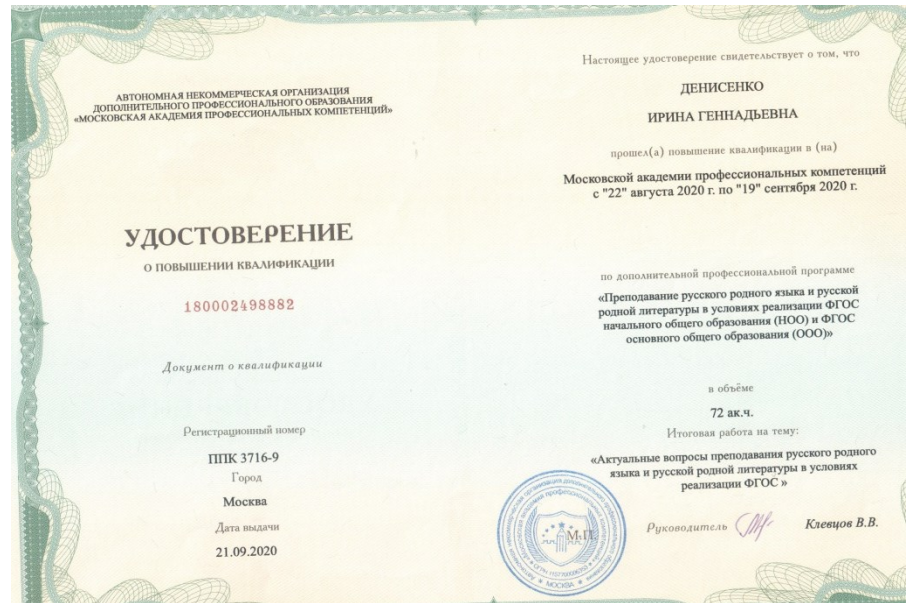 АВТОНОМНАЯ НЕКОММЕРЧЕСКАЯ ОРГАНИЗАЦИЯ
ДОПОЛНИТЕЛЬНОГО ПРОФЕССИОНАЛЬНОГО ОБРАЗОВАНИЯ
«МОСКОВСКАЯ АКАДЕМИЯ ПРОФЕССИОНАЛЬНЫХ КОМПЕТЕНЦИЙ»
УДОСТОВЕРЕНИЕ
О ПОВЫШЕНИИ КВАЛИФИКАЦИИ
180002498882
Документ о квалификации
Регистрационный номер
ППК 3716-9
Город
Москва
Дата выдачи
21.09.2020
Настоящее удостоверение свидетельствует о том, что
ДЕНИСЕНКО
ИРИНА ГЕННАДЬЕВНА
прошел(а) повышение квалификации в (на)
Московской академии профессиональных компетенций
с "22" августа 2020 г. по "19" сентября 2020 г.
по дополнительной профессиональной программе
«Преподавание русского родного языка и русской
родной литературы в условиях реализации ФГОС
начального общего образования (НОО) и ФГОС
основного общего образования (ООО)»
в объёме
72 ак.ч.
Итоговая работа на тему:
«Актуальные вопросы преподавания русского родного
языка и русской родной литературы в условиях
реализации ФГОС »
М.П.
Руководитель Клевцов В.В.
МОСКВА